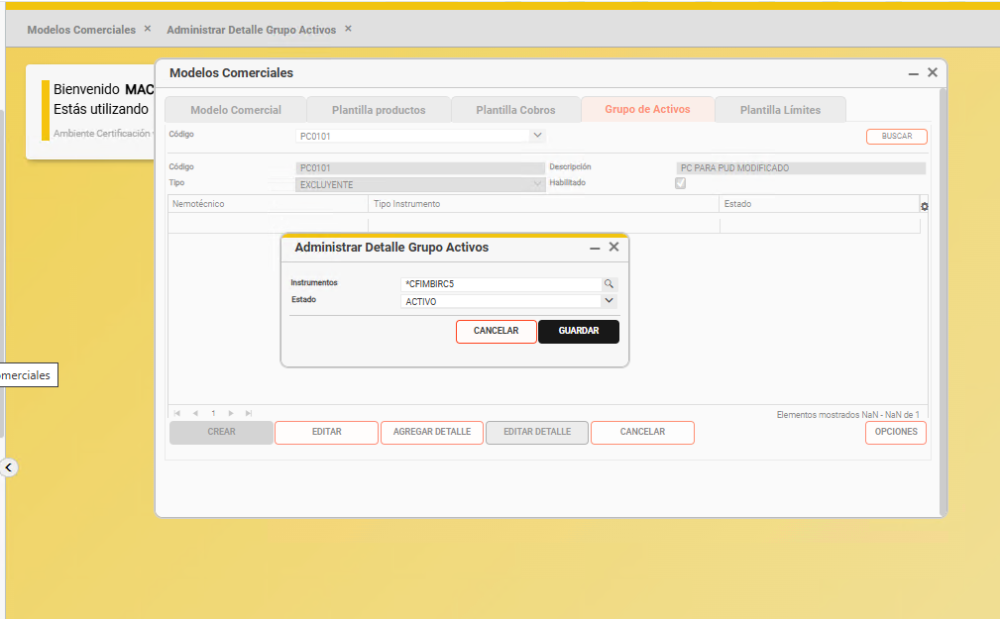 Modelos Comerciales × Administrar Detalle Grupo Activos ×
Bienvenido MAC
Estás utilizando
Ambiente Certificación
Modelos Comerciales
Modelo Comercial Plantilla productos Plantilla Cobros Grupo de Activos Plantilla Límites
Código PC0101 BUSCAR
Código PC0101 Descripción PC PARA PUD MODIFICADO
Tipo EXCLUYENTE Habilitado
Nemotécnico Tipo Instrumento Estado
Administrar Detalle Grupo Activos
Instrumentos *CFIMBIRC5
Estado ACTIVO
CANCELAR GUARDAR
omerciales
1 Elementos mostrados NaN - NaN de 1
CREAR EDITAR AGREGAR DETALLE EDITAR DETALLE CANCELAR OPCIONES